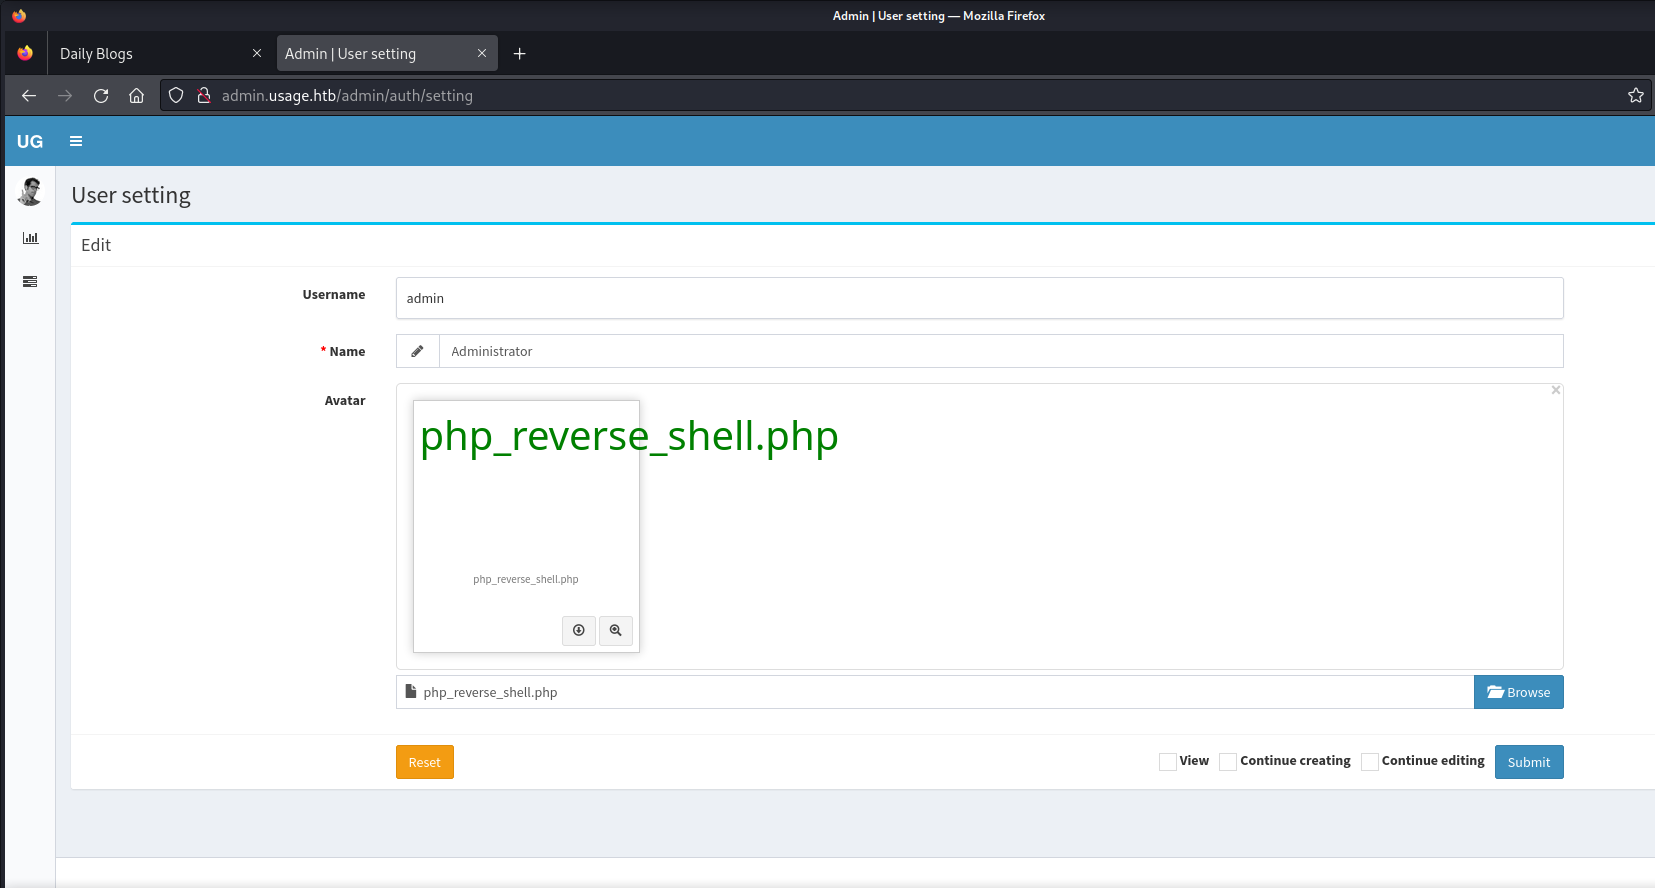 Admin | User setting — Mozilla Firefox
Daily Blogs
Admin | User setting
admin.usage.htb/admin/auth/setting
UG
User setting
Edit
Username
admin
* Name
Administrator
Avatar
php_reverse_shell.php
php_reverse_shell.php
php_reverse_shell.php
Browse
Reset
View
Continue creating
Continue editing
Submit